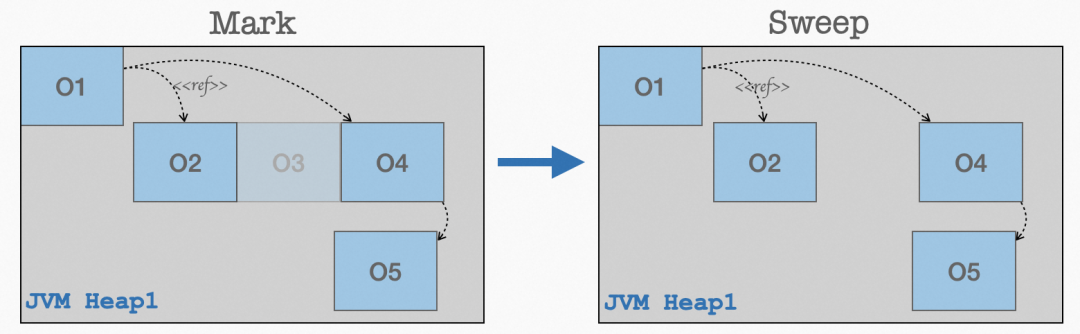 Mark
O1
<<ref>>
O2
O3
O4
O5
JVM Heap1
Sweep
O1
<<ref>>
O2
O4
O5
JVM Heap1